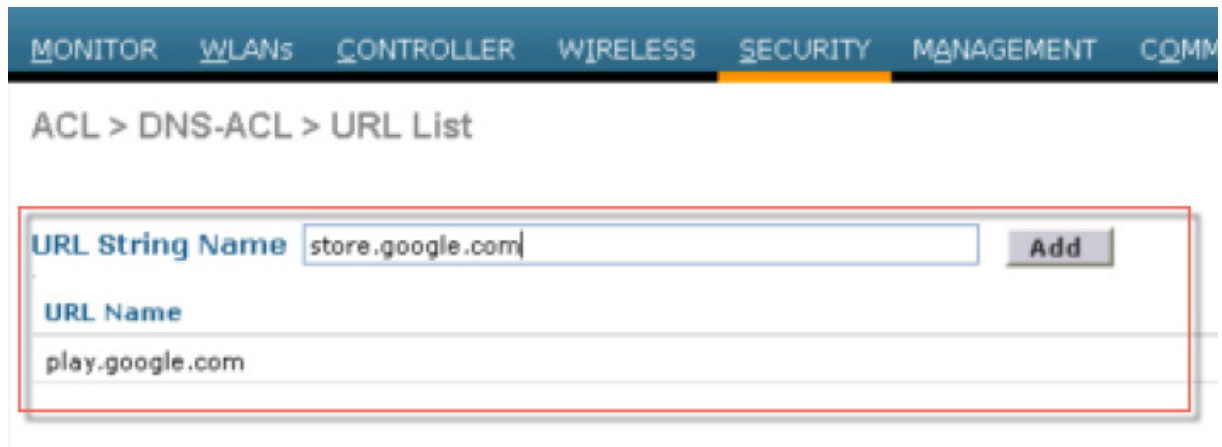 MONITOR WLANs CONTROLLER WIRELESS SECURITY MANAGEMENT COMM
ACL > DNS-ACL > URL List
URL String Name store.google.com Add
URL Name
play.google.com